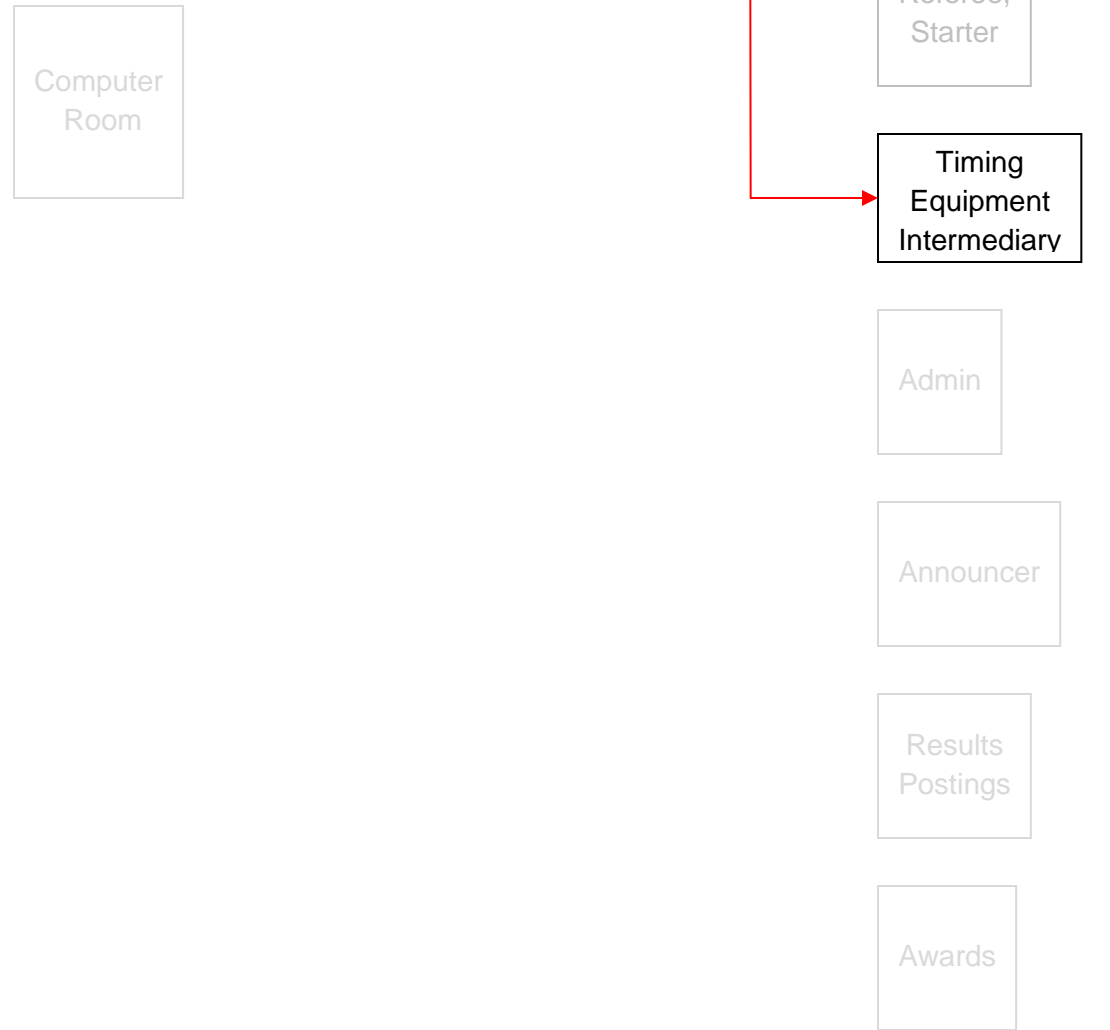 Starter
Computer
Room
Timing
Equipment
Intermediary
Admin
Announcer
Results
Postings
Awards